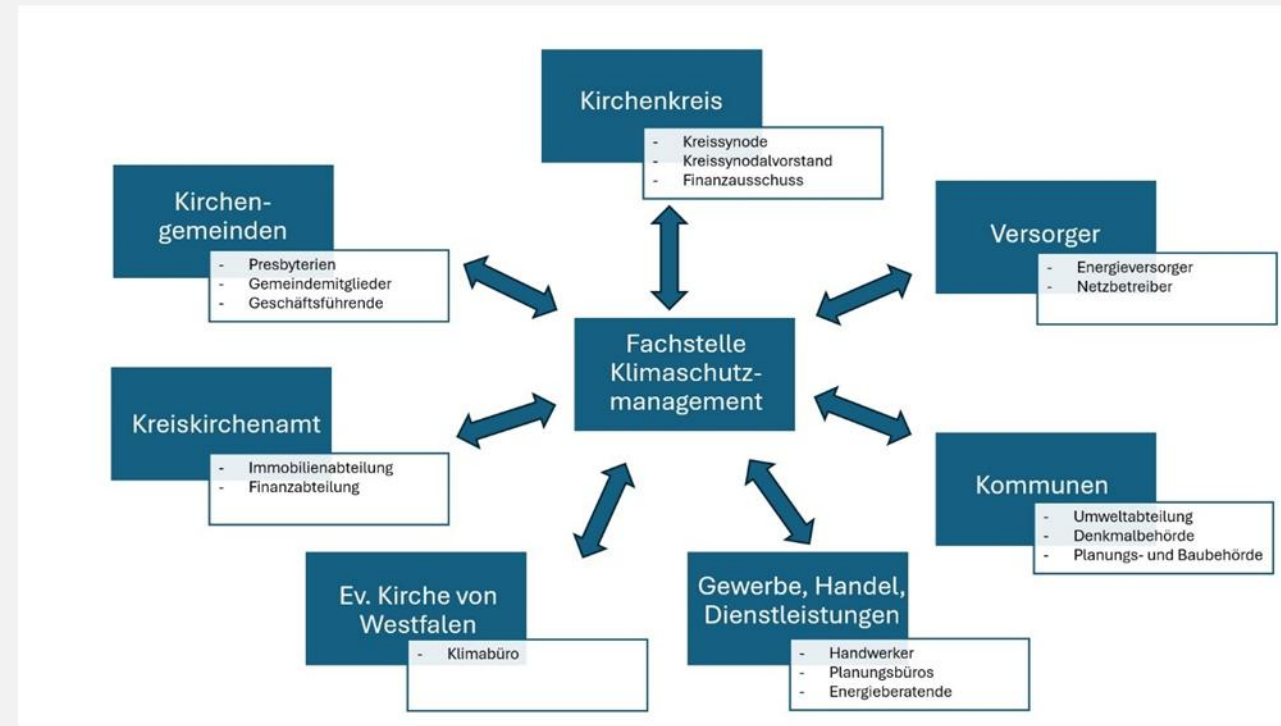 Kirchenkreis
- Kreissynode
- Kreissynodalvorstand
- Finanzausschuss
Kirchen-
gemeinden
- Presbyterien
- Gemeindemitglieder
- Geschäftsführende
Versorger
- Energieversorger
- Netzbetreiber
Fachstelle
Klimaschutz-
management
Kreiskirchenamt
- Immobilienabteilung
- Finanzabteilung
Kommunen
- Umweltabteilung
- Denkmalbehörde
- Planungs- und Baubehörde
Ev. Kirche von
Westfalen
- Klimabüro
Gewerbe, Handel,
Dienstleistungen
- Handwerker
- Planungsbüros
- Energieberatende